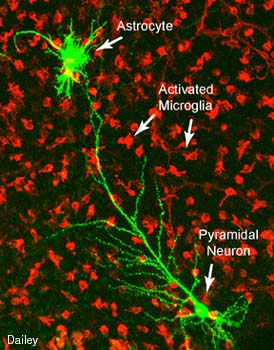 Astrocyte
Activated
Microglia
Pyramidal
Neuron
Dailey